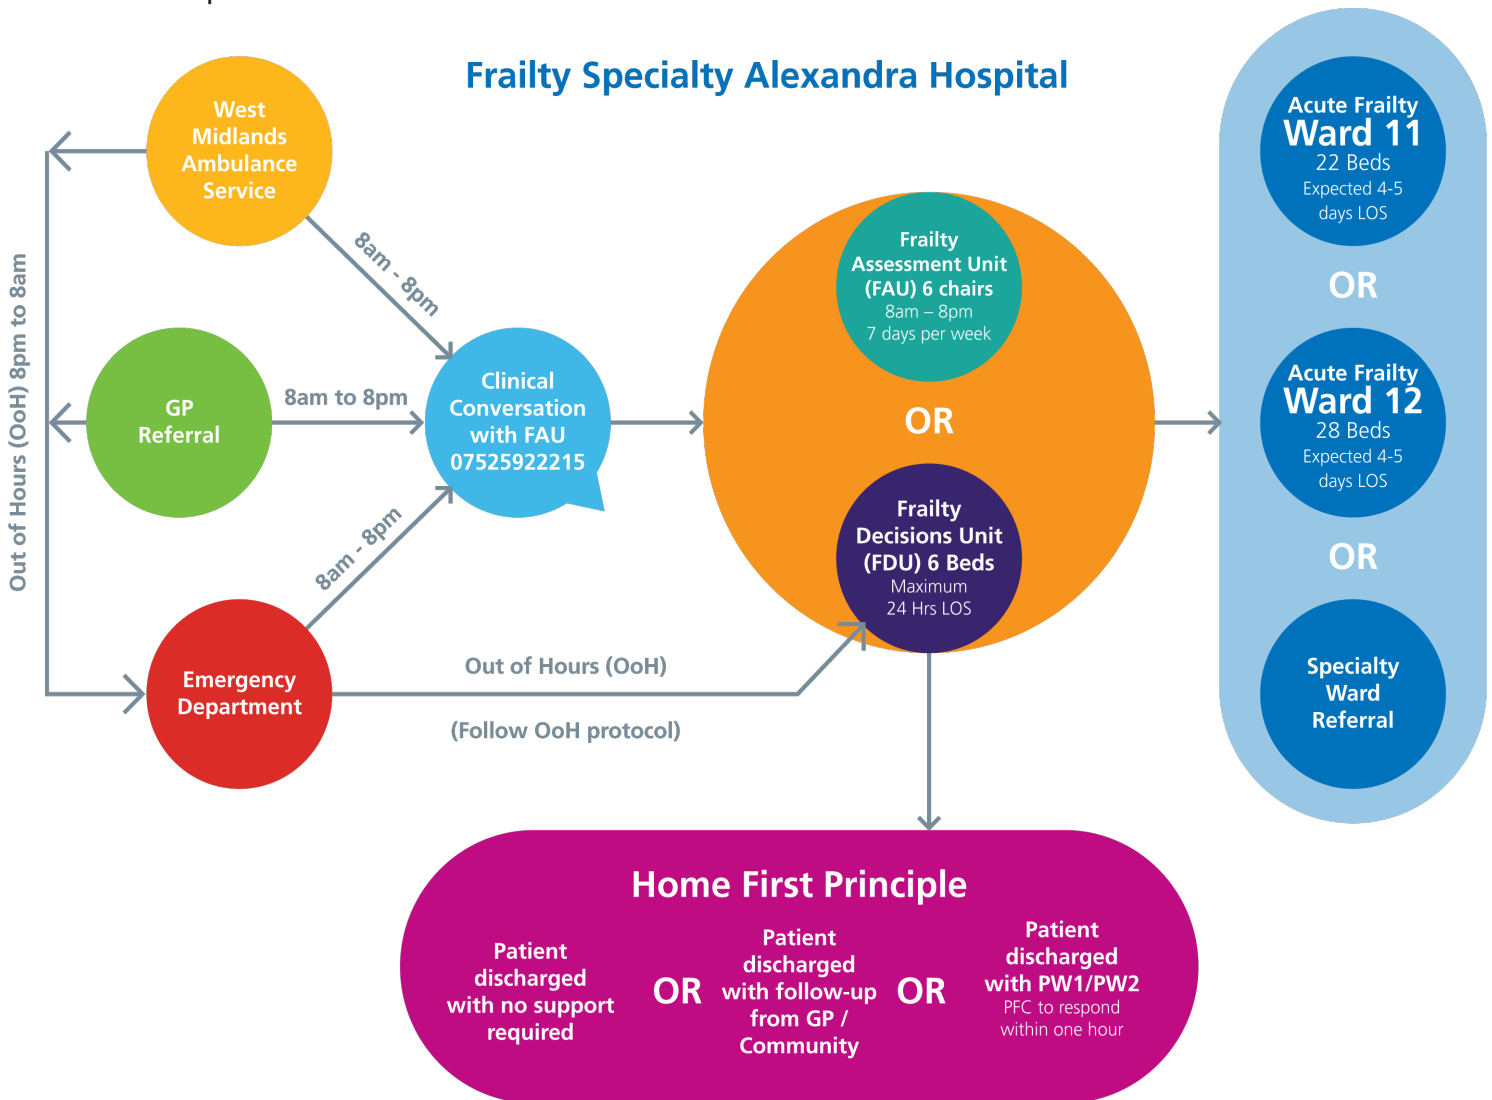 Frailty Specialty Alexandra Hospital
West
Midlands
Ambulance
Service
8am - 8pm
Out of Hours (OoH) 8pm to 8am
GP
Referral
8am to 8pm
Clinical
Conversation
with FAU
07525922215
8am - 8pm
Emergency
Department
Out of Hours (OoH)
(Follow OoH protocol)
Frailty
Assessment Unit
(FAU) 6 chairs
8am – 8pm
7 days per week
OR
Frailty
Decisions Unit
(FDU) 6 Beds
Maximum
24 Hrs LOS
Acute Frailty
Ward 11
22 Beds
Expected 4-5
days LOS
OR
Acute Frailty
Ward 12
28 Beds
Expected 4-5
days LOS
OR
Specialty
Ward
Referral
Home First Principle
Patient
discharged
with no support
required
OR
Patient
discharged
with follow-up
from GP /
Community
OR
Patient
discharged
with PW1/PW2
PFC to respond
within one hour